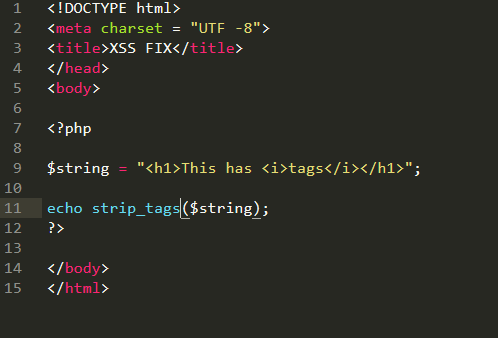 1 <!DOCTYPE html>
2 <meta charset = "UTF -8">
3 <title>XSS FIX</title>
4 </head>
5 <body>
6
7 <?php
8
9 $string = "<h1>This has <i>tags</i></h1>";
10
11 echo strip_tags($string);
12 ?>
13
14 </body>
15 </html>